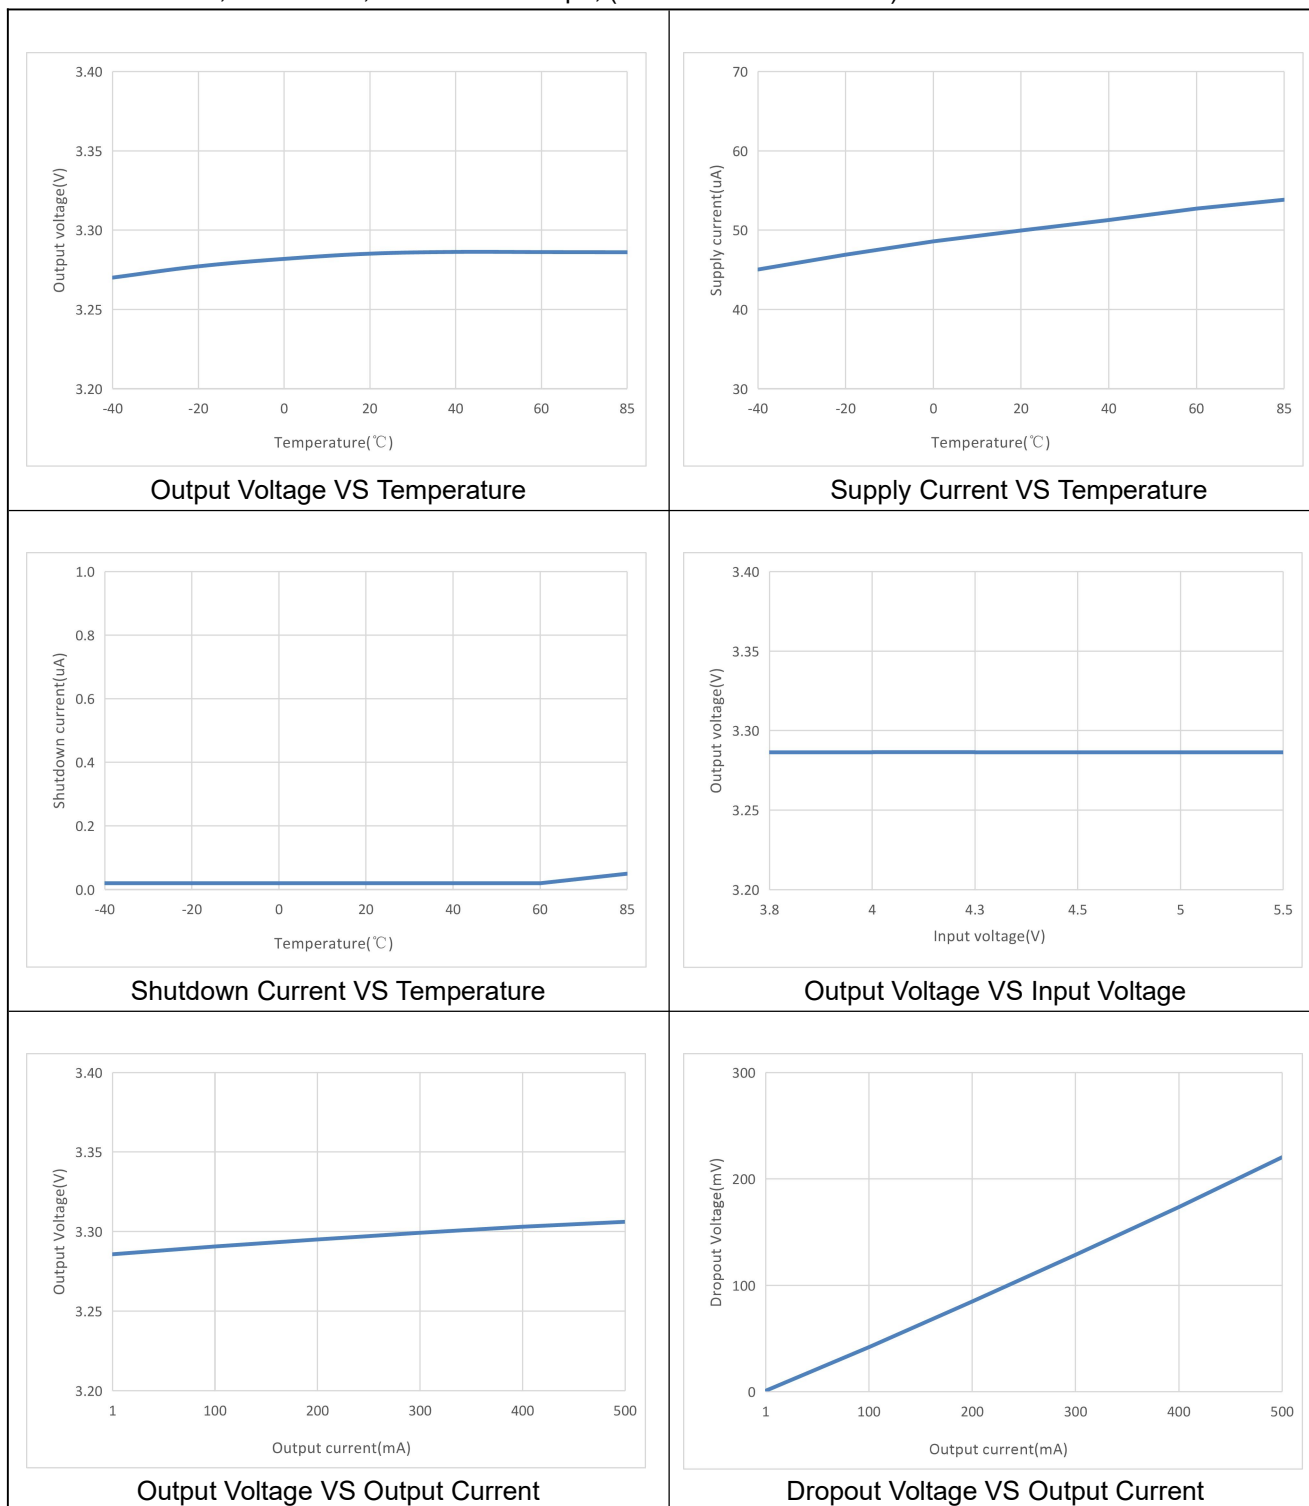 3.40
3.35
3.30
3.25
3.20
Output voltage(V)
-40 -20 0 20 40 60 85
Temperature(℃)
Output Voltage VS Temperature
70
60
50
40
30
Supply current(uA)
-40 -20 0 20 40 60 85
Temperature(℃)
Supply Current VS Temperature
1.0
0.8
0.6
0.4
0.2
0.0
Shutdown current(uA)
-40 -20 0 20 40 60 85
Temperature(℃)
Shutdown Current VS Temperature
3.40
3.35
3.30
3.25
3.20
Output voltage(V)
3.8 4 4.3 4.5 5 5.5
Input voltage(V)
Output Voltage VS Input Voltage
3.40
3.35
3.30
3.25
3.20
Output Voltage(V)
1 100 200 300 400 500
Output current(mA)
Output Voltage VS Output Current
300
200
100
0
Dropout Voltage(mV)
1 100 200 300 400 500
Output current(mA)
Dropout Voltage VS Output Current